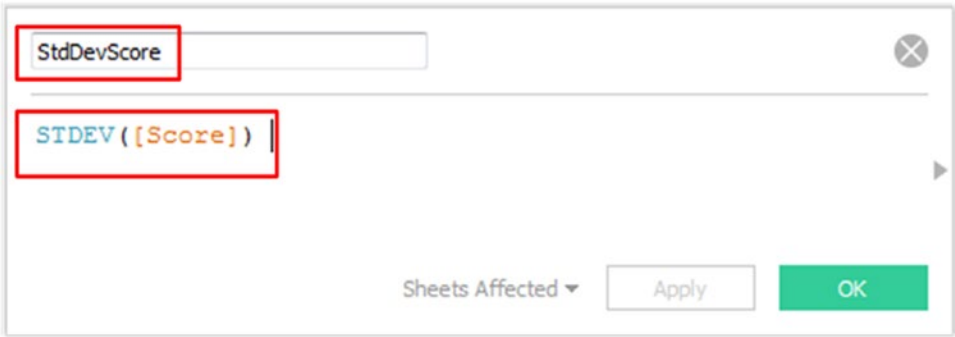 StdDevScore
STDEV([Score])
Sheets Affected
Apply
OK